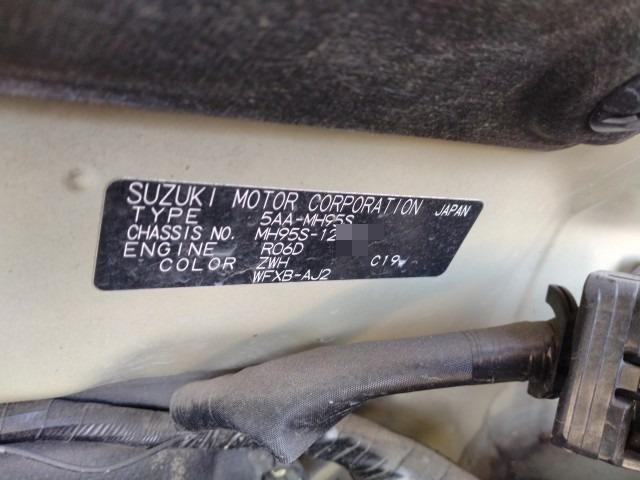 SUZUKI MOTOR CORPORATION JAPAN
TYPE 5AA-MH95S
CHASSIS NO. MH95S-12
ENGINE R06D
COLOR ZWH C19
WFXB-AJ2